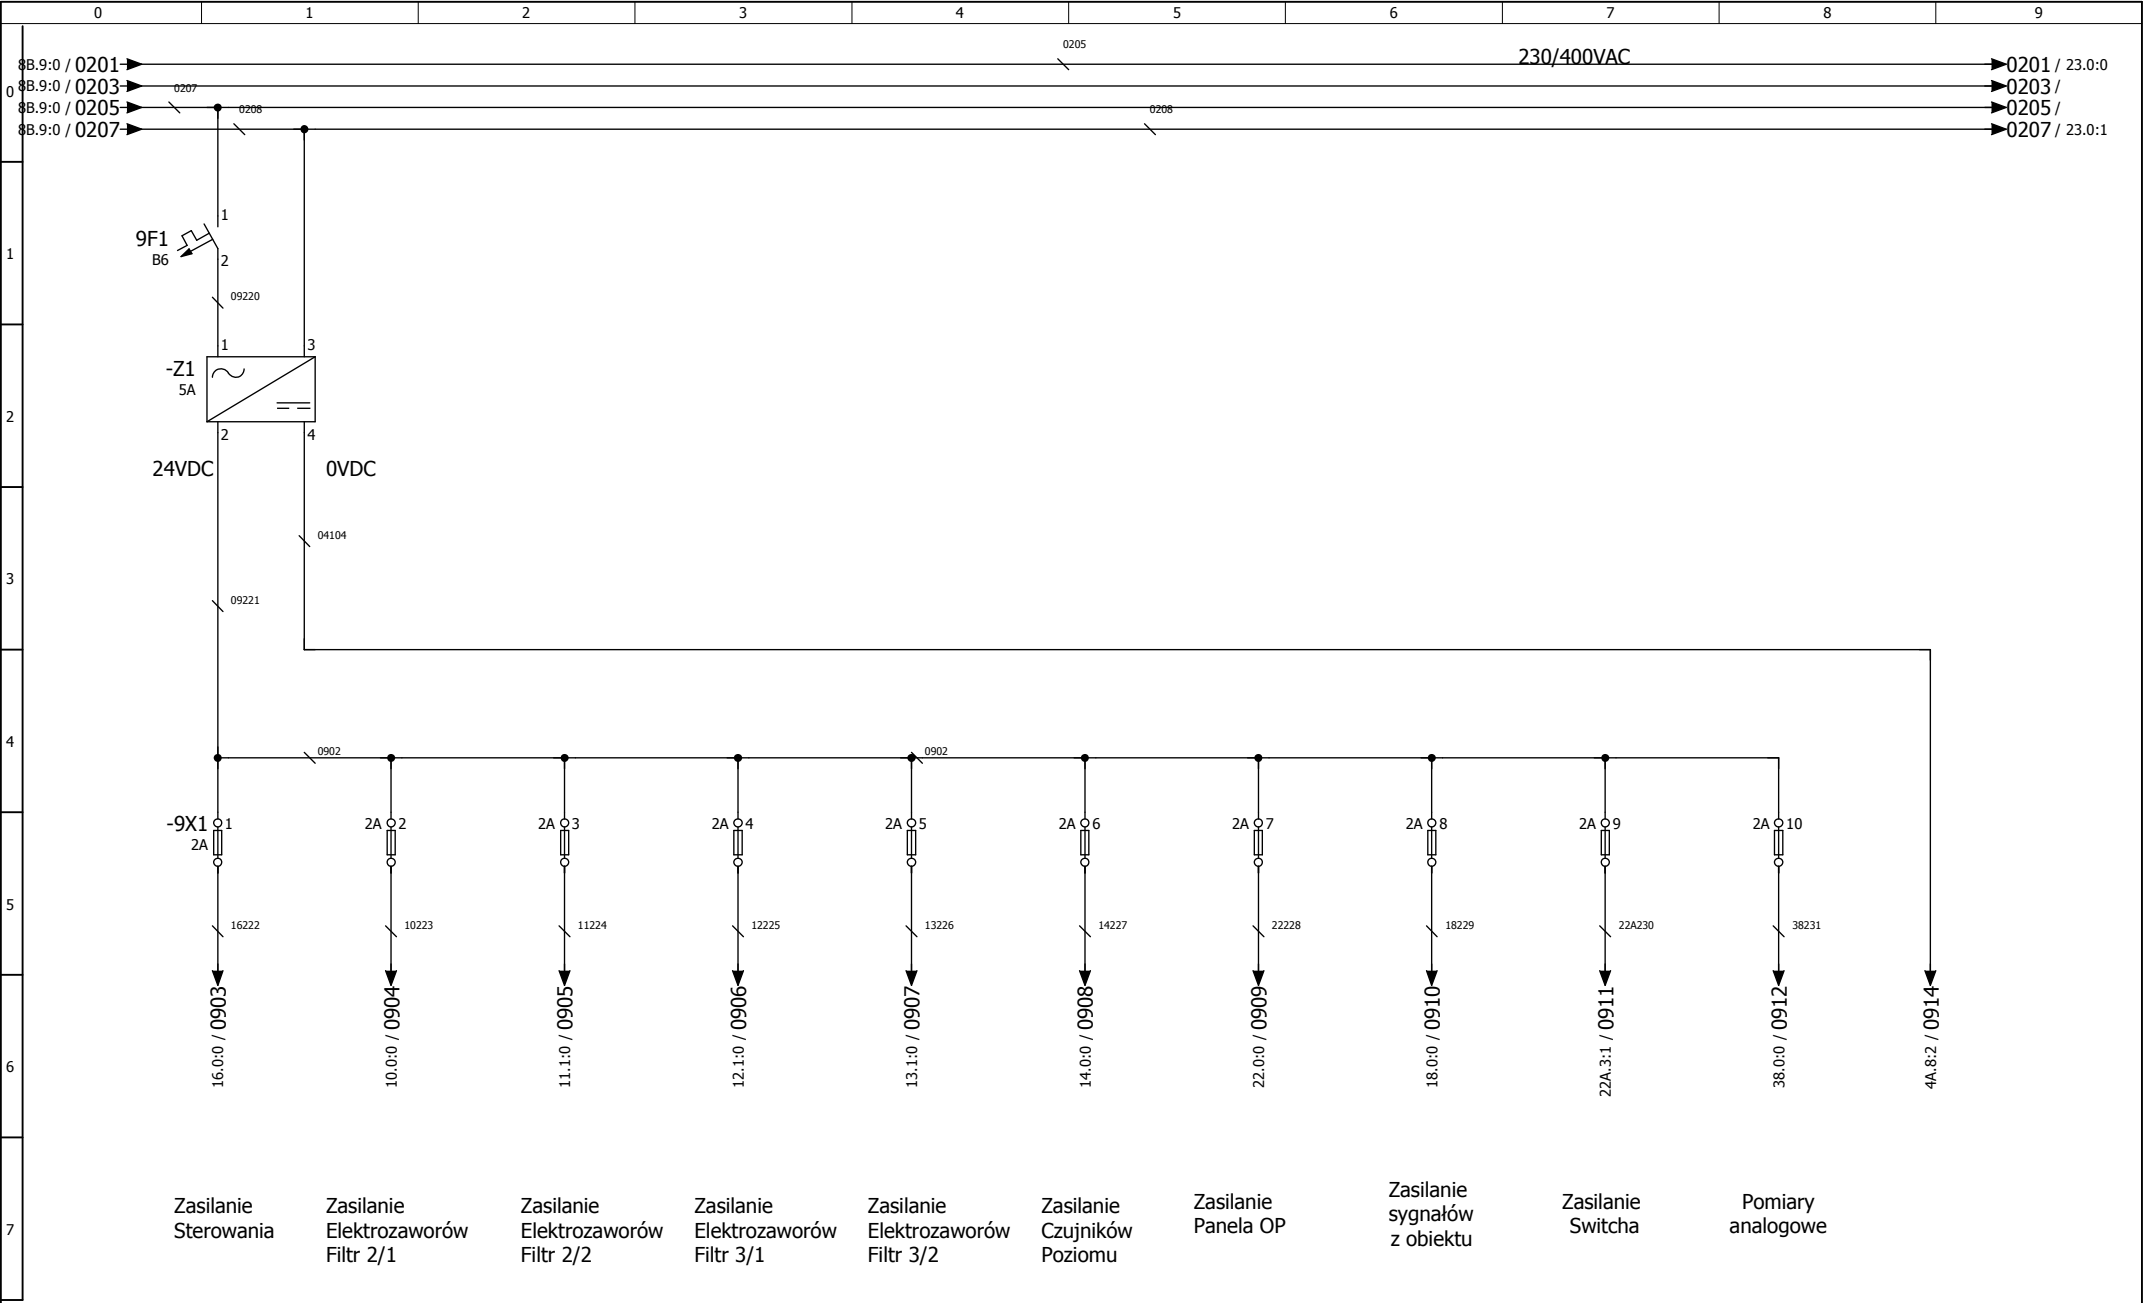 0 1 2 3 4 5 6 7 8 9
0205
230/400VAC
8B.9:0 / 0201
0201 / 23.0:0
0
8B.9:0 / 0203
0207
0203 /
8B.9:0 / 0205
0208
0208
0205 /
8B.9:0 / 0207
0207 / 23.0:1
1
9F1
B6
1
2
09220
1
3
-Z1
5A
2
2
4
24VDC
0VDC
04104
3
09221
4
0902
0902
-9X1
2A
1
2A 2
2A 3
2A 4
2A 5
2A 6
2A 7
2A 8
2A 9
2A 10
5
16222
10223
11224
12225
13226
14227
22228
18229
22A230
38231
6
16.0:0 / 0903
10.0:0 / 0904
11.1:0 / 0905
12.1:0 / 0906
13.1:0 / 0907
14.0:0 / 0908
22.0:0 / 0909
18.0:0 / 0910
22A.3:1 / 0911
38.0:0 / 0912
4A.8:2 / 0914
7
Zasilanie
Sterowania
Zasilanie
Elektrozaworów
Filtr 2/1
Zasilanie
Elektrozaworów
Filtr 2/2
Zasilanie
Elektrozaworów
Filtr 3/1
Zasilanie
Elektrozaworów
Filtr 3/2
Zasilanie
Czujników
Poziomu
Zasilanie
Panela OP
Zasilanie
sygnałów
z obiektu
Zasilanie
Switcha
Pomiary
analogowe